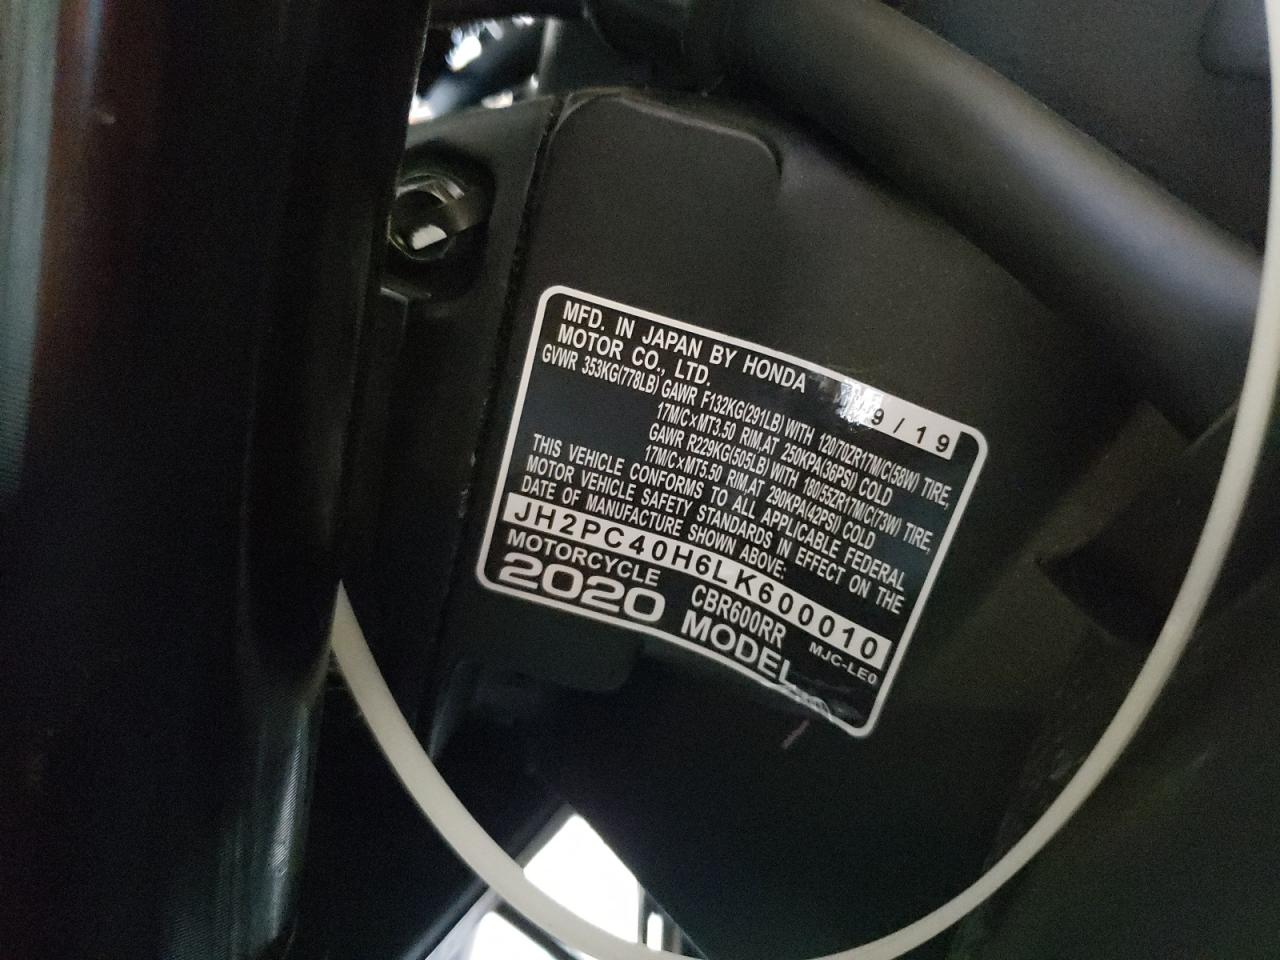 MFD. IN JAPAN BY HONDA 9/19
MOTOR CO., LTD.
GVWR 353KG(778LB) GAWR F132KG(291LB) WITH 120/70ZR17M/C(58W) TIRE,
17M/C×MT3.50 RIM,AT 250KPA(36PSI) COLD
GAWR R229KG(505LB) WITH 180/55ZR17M/C(73W) TIRE,
17M/C×MT5.50 RIM,AT 290KPA(42PSI) COLD
THIS VEHICLE CONFORMS TO ALL APPLICABLE FEDERAL
MOTOR VEHICLE SAFETY STANDARDS IN EFFECT ON THE
DATE OF MANUFACTURE SHOWN ABOVE:
JH2PC40H6LK600010
MOTORCYCLE CBR600RR MJC-LE0
2020 MODEL